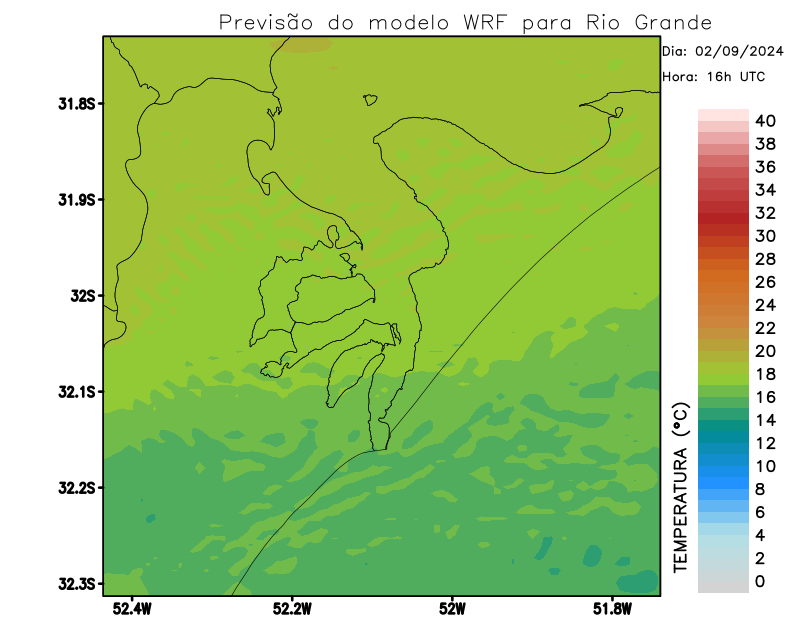 Previsão do modelo WRF para Rio Grande
Dia: 02/09/2024
Hora: 16h UTC
31.8S
31.9S
32S
32.1S
32.2S
32.3S
52.4W
52.2W
52W
51.8W
TEMPERATURA (°C)
40
38
36
34
32
30
28
26
24
22
20
18
16
14
12
10
8
6
4
2
0